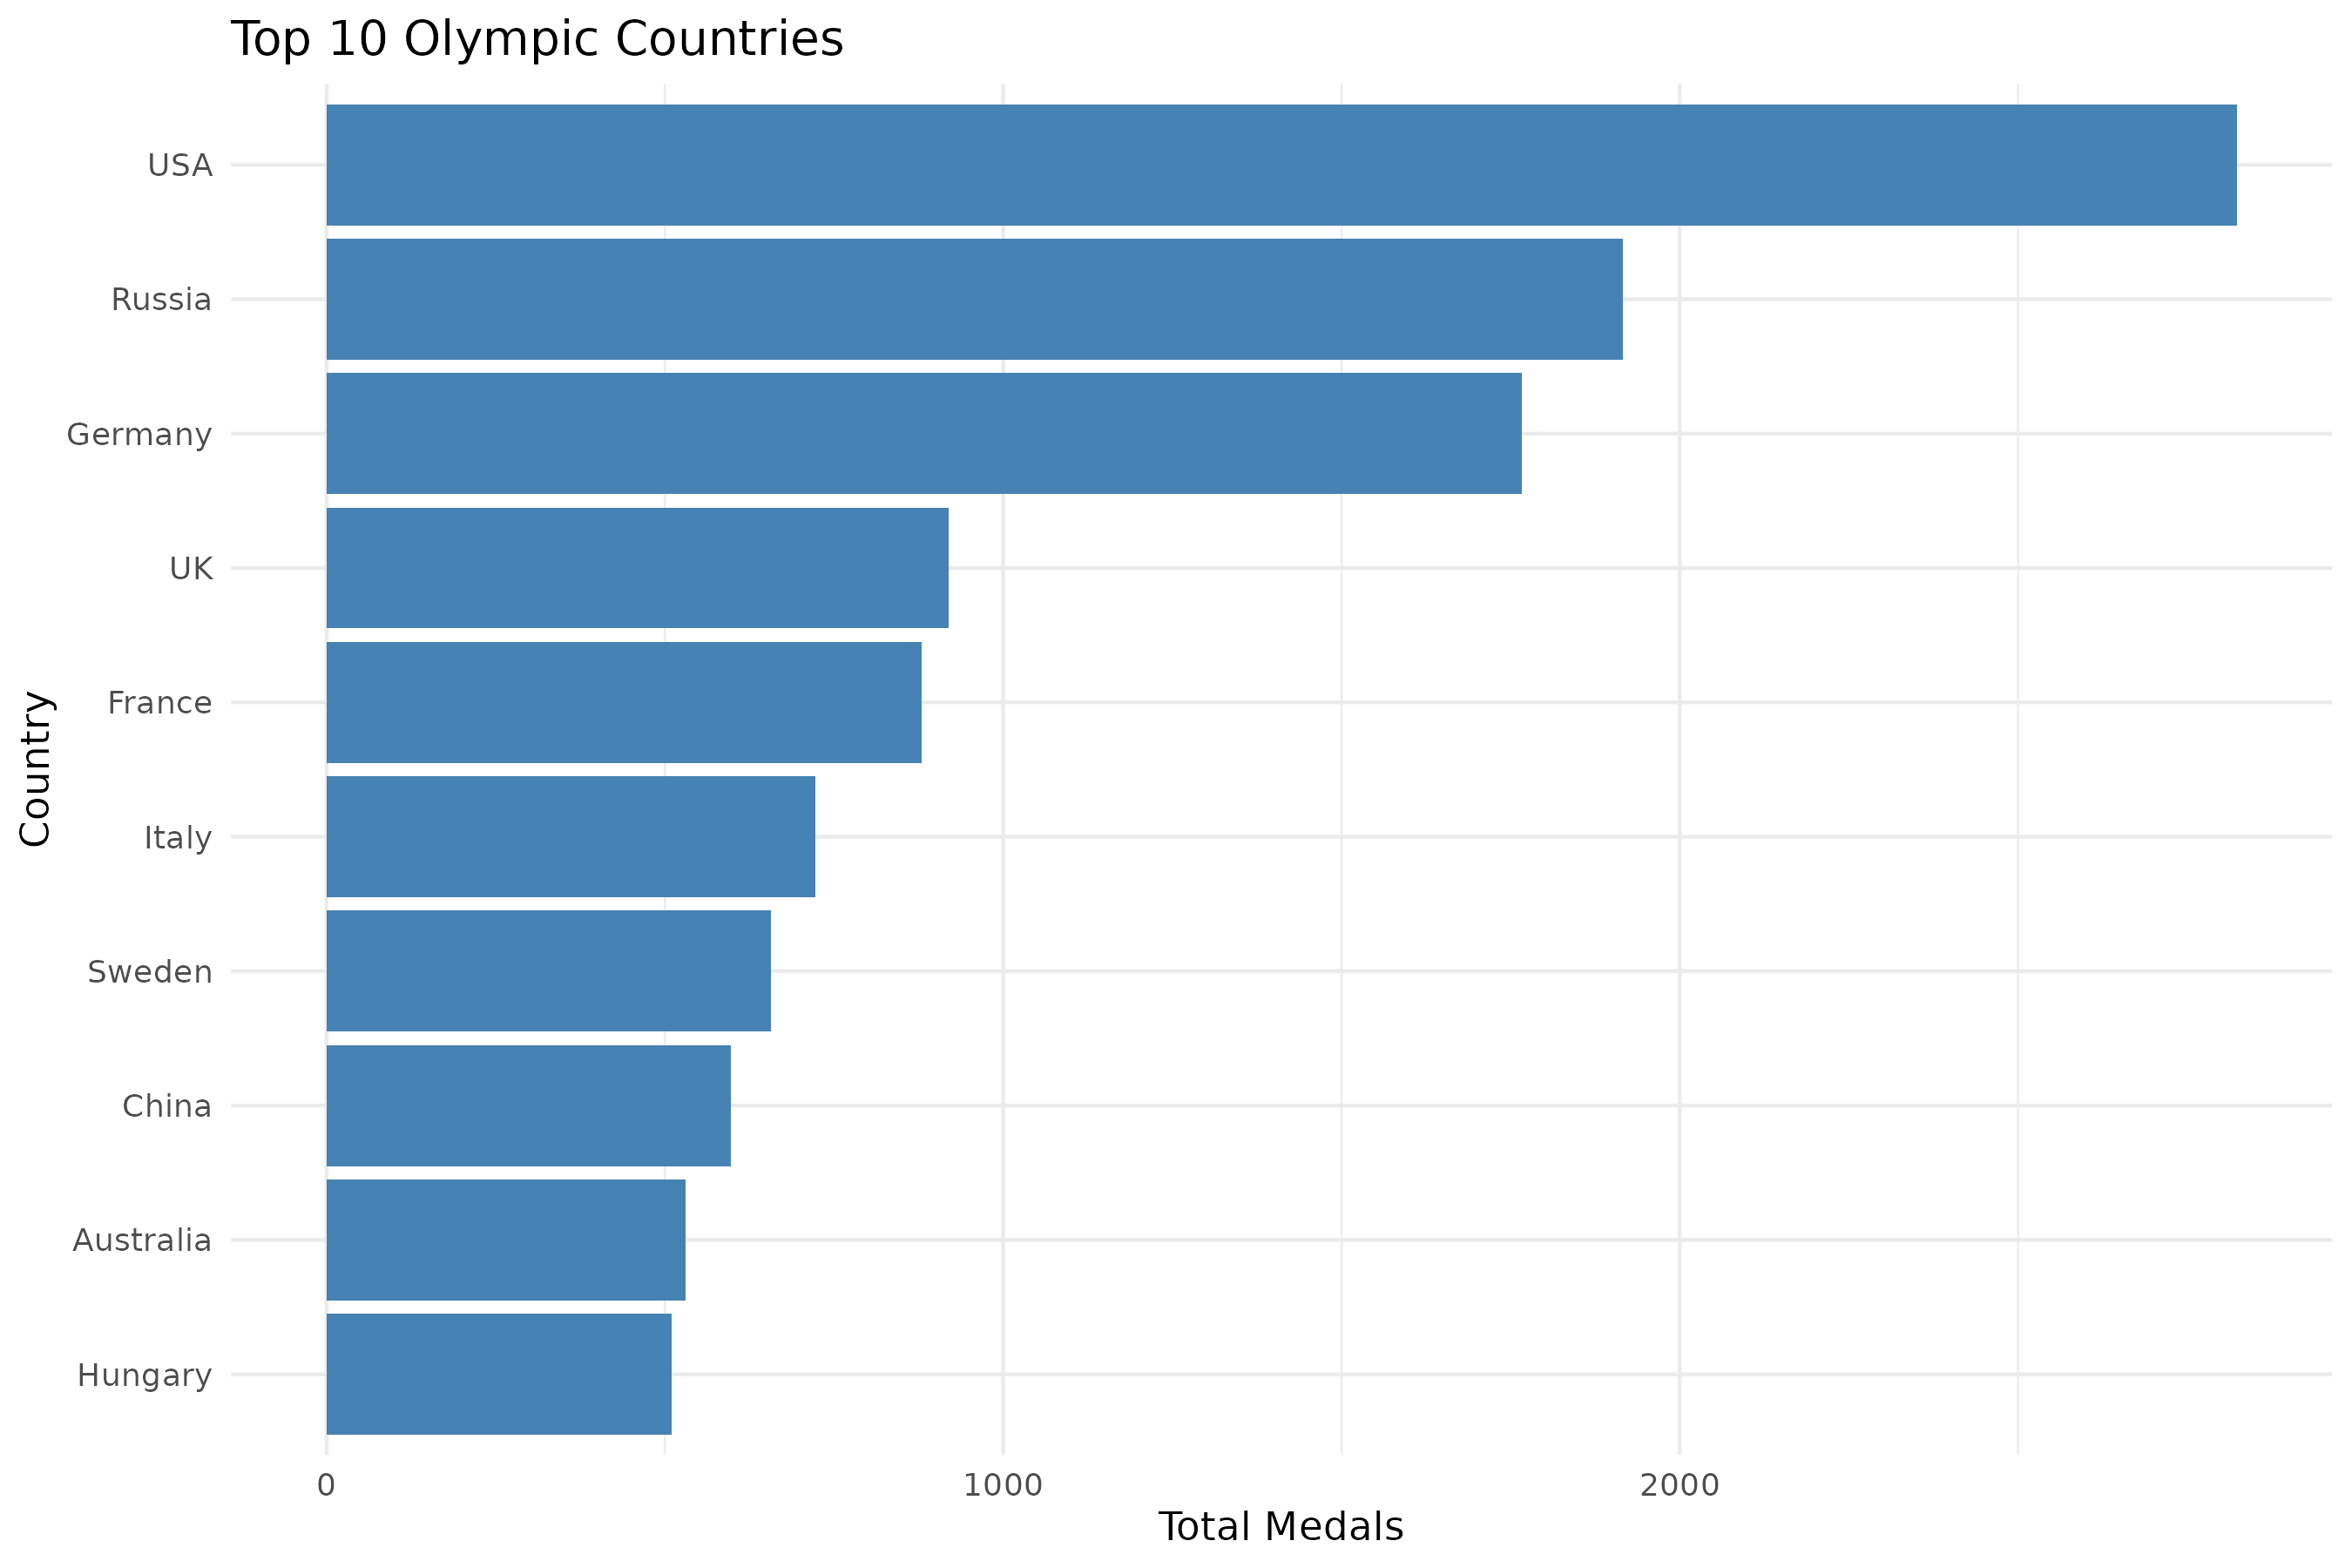 Top 10 Olympic Countries
Country
USA
Russia
Germany
UK
France
Italy
Sweden
China
Australia
Hungary
0 1000 2000
Total Medals